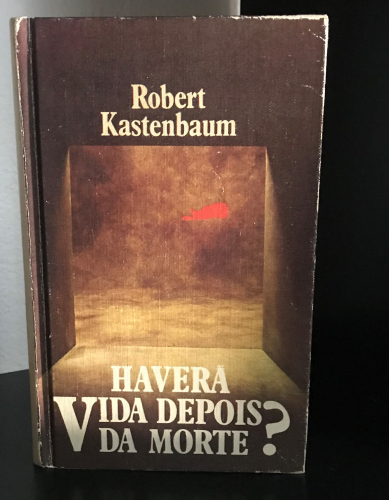 Robert
Kastenbaum
HAVERÁ
VIDA DEPOIS
DA MORTE?